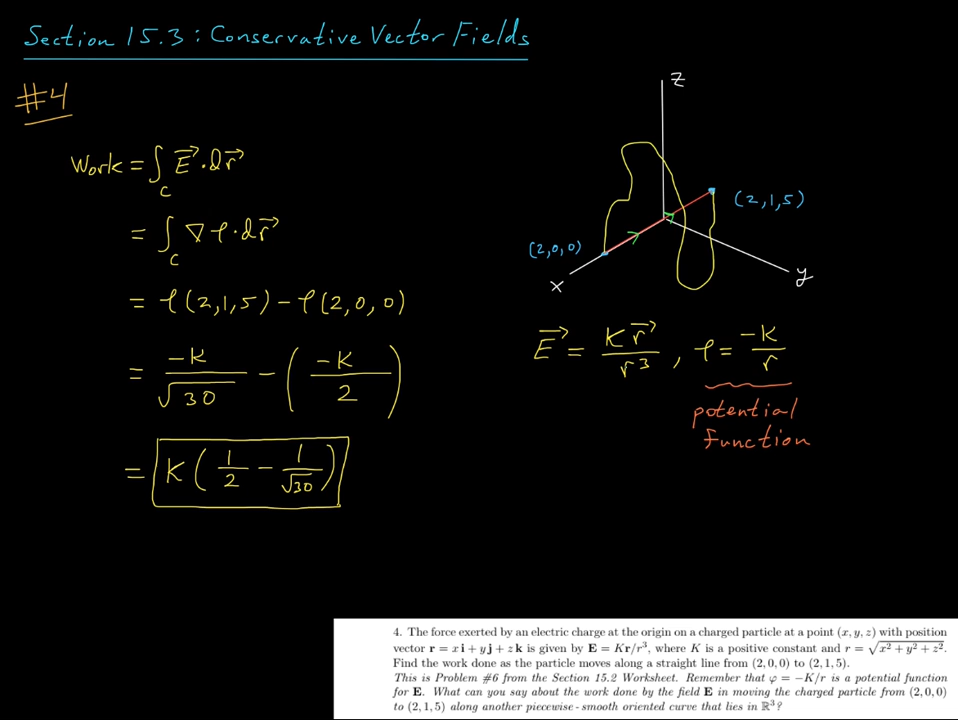 Section 15.3: Conservative Vector Fields
#4
Work = ∫_C E⃗ · dr⃗
= ∫_C ∇φ · dr⃗
= φ(2,1,5) − φ(2,0,0)
= −K/√30 − (−K/2)
= K(1/2 − 1/√30)
z
(2,1,5)
(2,0,0)
x
y
E⃗ = Kr⃗/r³, φ = −K/r
potential
function
4. The force exerted by an electric charge at the origin on a charged particle at a point (x, y, z) with position
vector r = x i + y j + z k is given by E = Kr/r³, where K is a positive constant and r = √(x² + y² + z²).
Find the work done as the particle moves along a straight line from (2, 0, 0) to (2, 1, 5).
This is Problem #6 from the Section 15.2 Worksheet. Remember that φ = −K/r is a potential function
for E. What can you say about the work done by the field E in moving the charged particle from (2, 0, 0)
to (2, 1, 5) along another piecewise-smooth oriented curve that lies in ℝ³?